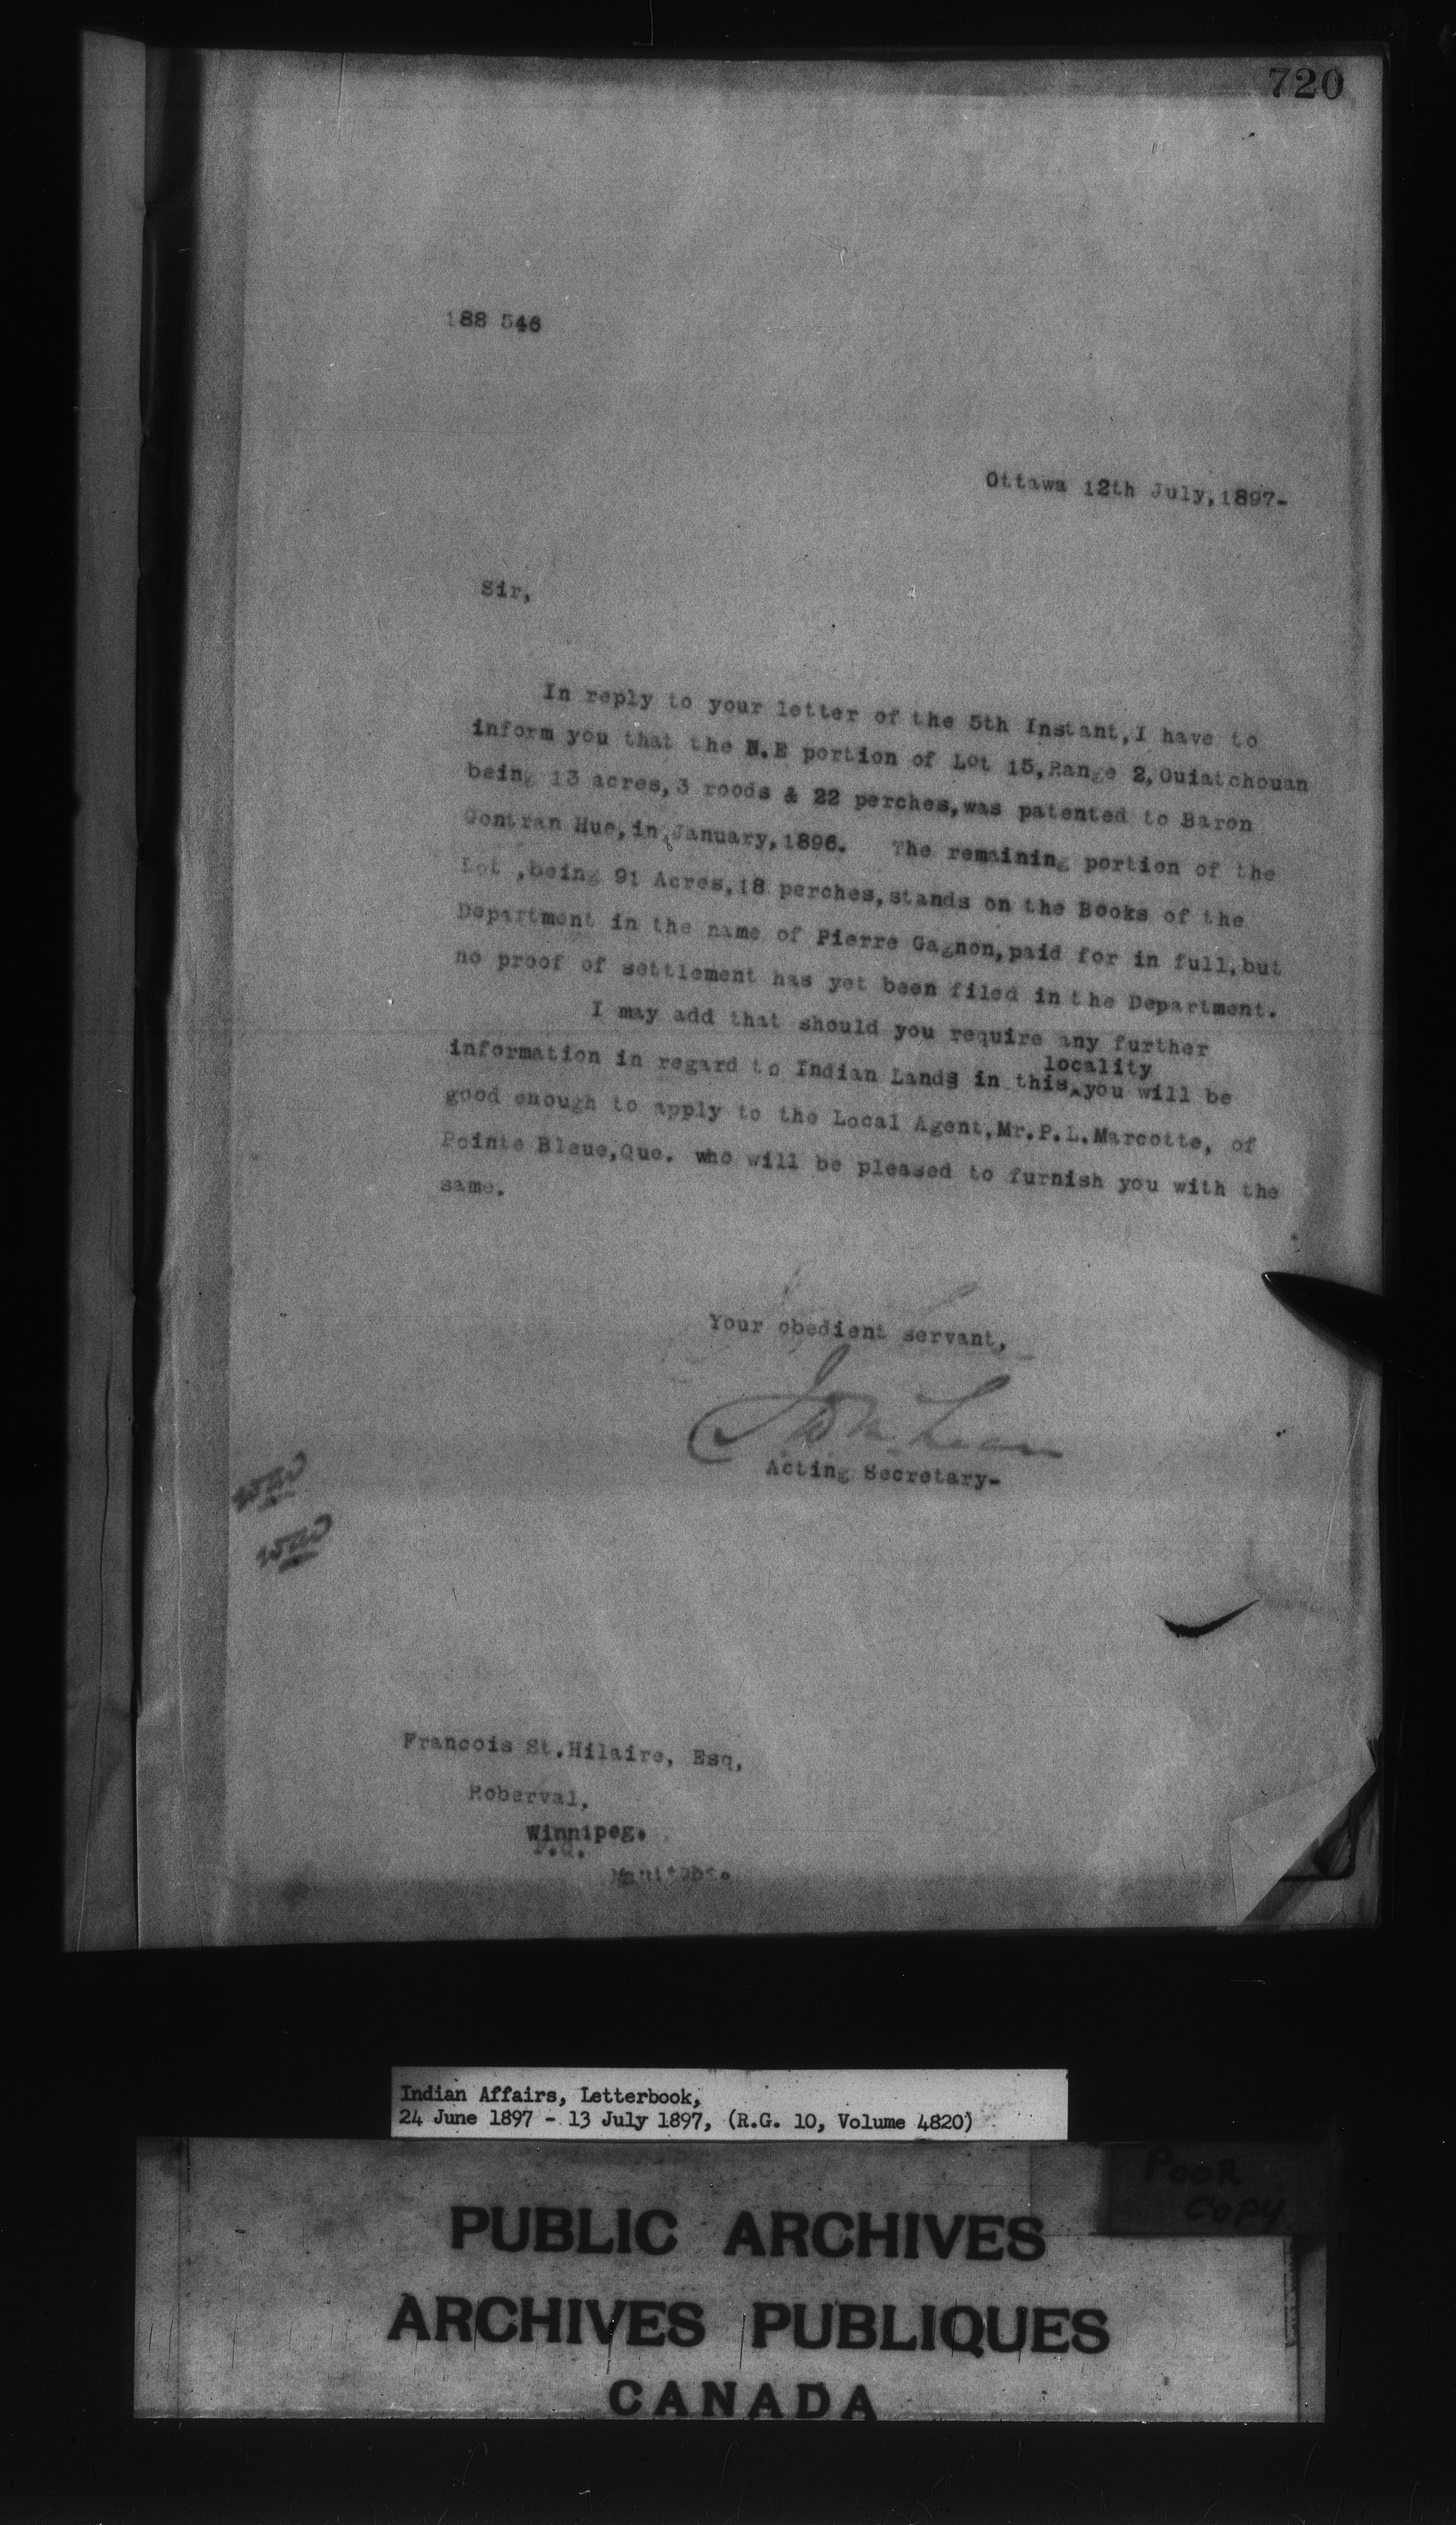 720
188 546
Ottawa 12th July,1897-
Sir,
In reply to your letter of the 5th Instant,I have to
inform you that the N.E portion of Lot 15,Range 2,Ouiatchouan
being 13 acres,3 roods & 22 perches,was patented to Baron
Gontran Hue,in January,1896. The remaining portion of the
Lot ,being 91 Acres,18 perches,stands on the Books of the
Department in the name of Pierre Gagnon,paid for in full,but
no proof of settlement has yet been filed in the Department.
I may add that should you require any further
locality
information in regard to Indian Lands in this you will be
good enough to apply to the Local Agent,Mr.P.L.Marcotte, of
Pointe Bleue,Que. who will be pleased to furnish you with the
same.
Your obedient servant,
J D McLean
Acting Secretary-
Francois St.Hilaire, Esq,
Roberval,
Winnipeg.
P.Q.
Manitoba.
Indian Affairs, Letterbook,
24 June 1897 - 13 July 1897, (R.G. 10, Volume 4820)
POOR
COPY
PUBLIC ARCHIVES
ARCHIVES PUBLIQUES
CANADA